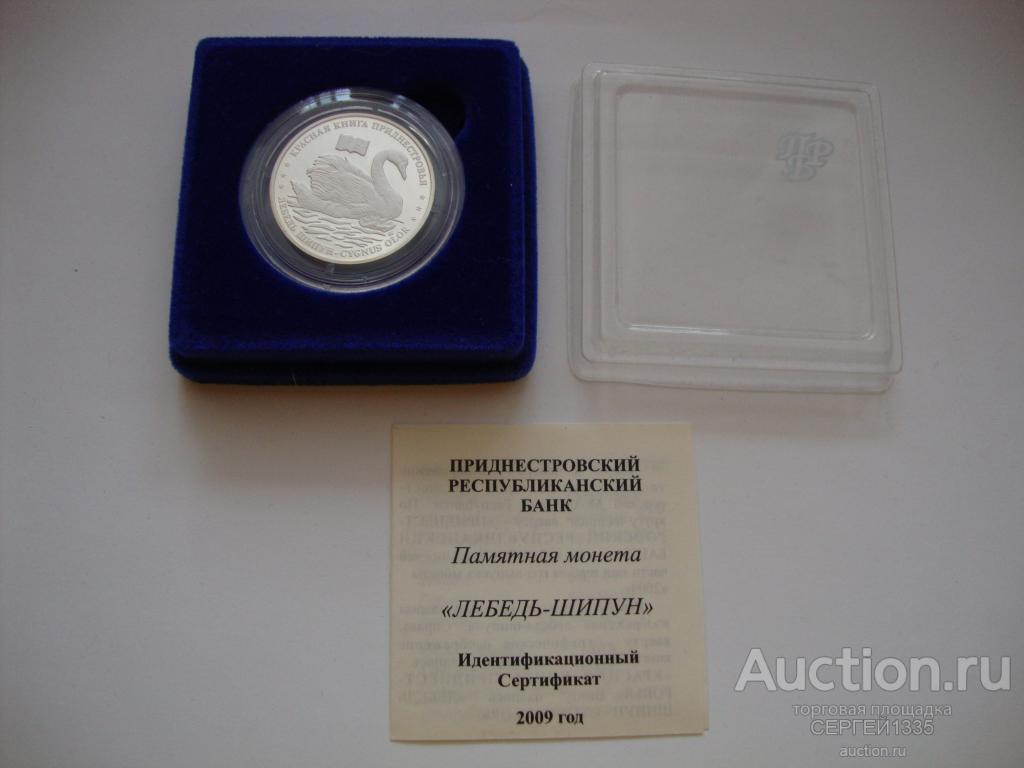 КРАСНАЯ КНИГА ПРИДНЕСТРОВЬЯ
ЛЕБЕДЬ ШИПУН - CYGNUS OLOR
ПРБ
ПРИДНЕСТРОВСКИЙ
РЕСПУБЛИКАНСКИЙ
БАНК
Памятная монета
«ЛЕБЕДЬ-ШИПУН»
Идентификационный
Сертификат
2009 год
Auction.ru
торговая площадка
СЕРГЕЙ1335
auction.ru